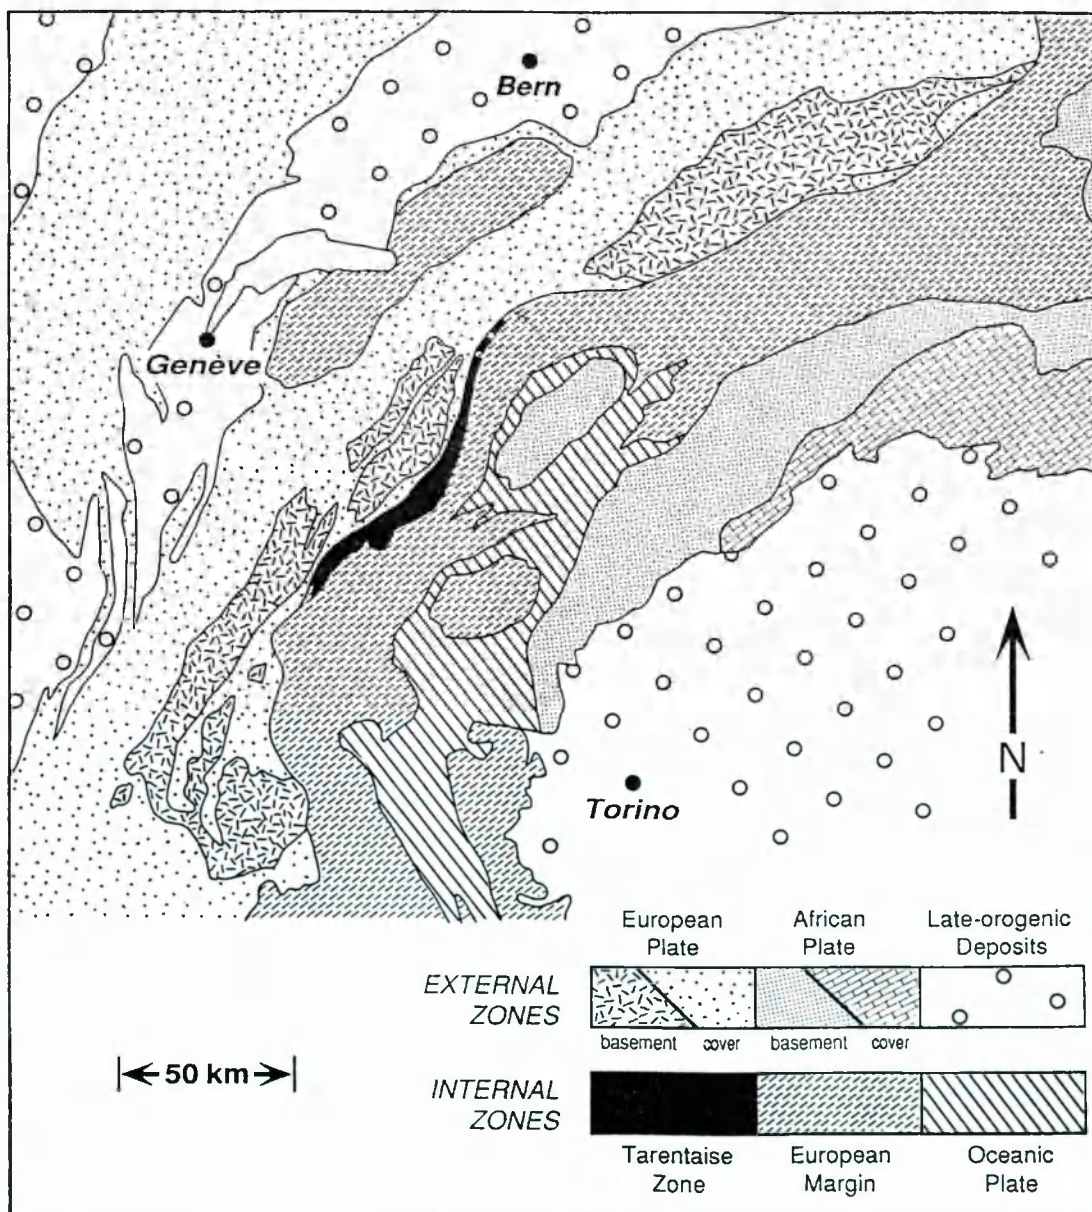 Bern
Genève
N
Torino
European Plate
African Plate
Late-orogenic Deposits
EXTERNAL ZONES
basement cover basement cover
50 km
INTERNAL ZONES
Tarentaise Zone
European Margin
Oceanic Plate